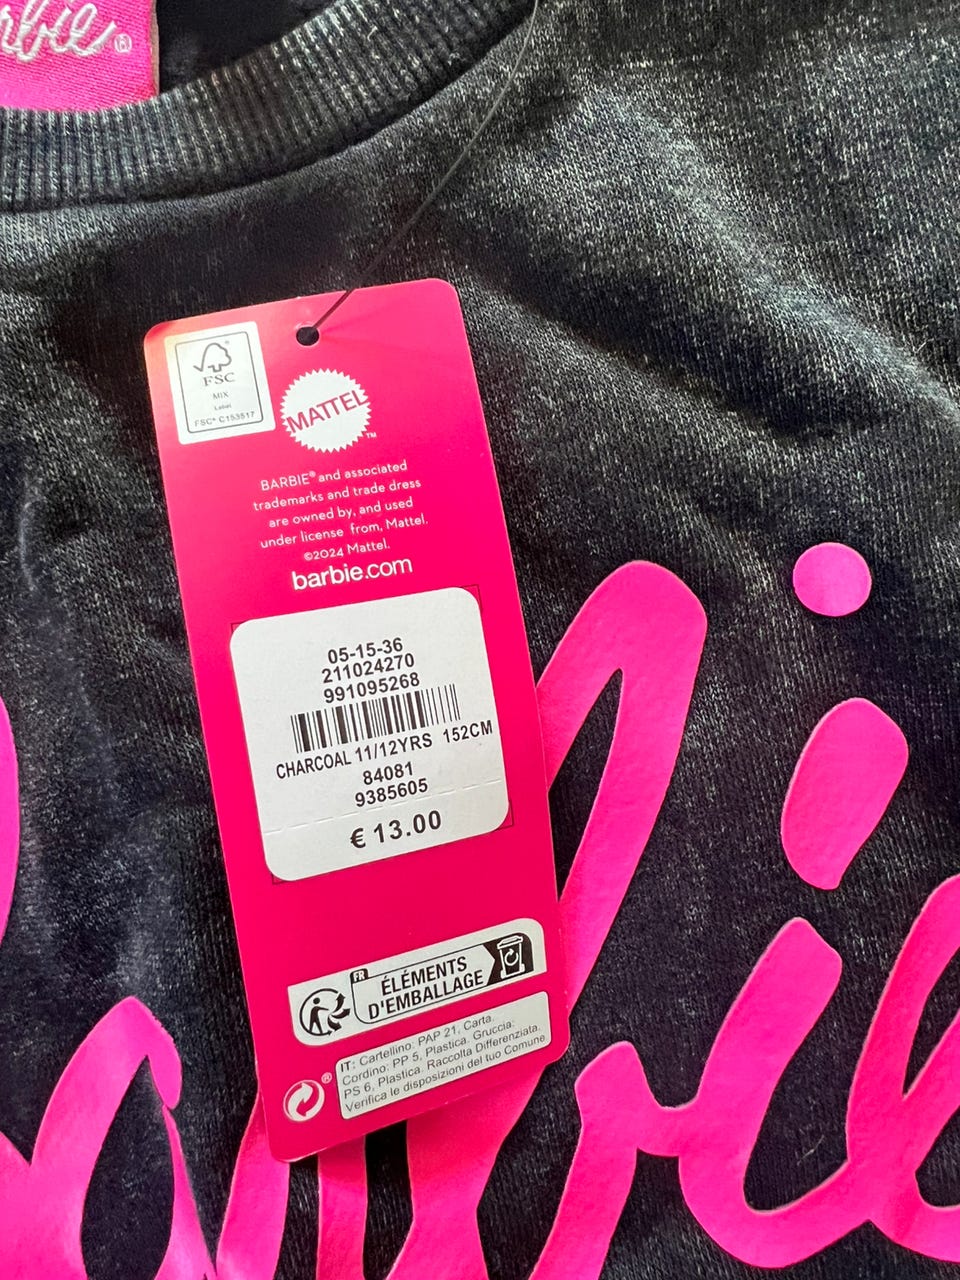 rbie®
FSC
MIX
Label
FSC® C153517
MATTEL
™
BARBIE® and associated
trademarks and trade dress
are owned by, and used
under license from, Mattel.
©2024 Mattel.
barbie.com
05-15-36
211024270
991095268
CHARCOAL 11/12YRS 152CM
84081
9385605
€ 13.00
FR
ÉLÉMENTS
D'EMBALLAGE
®
IT: Cartellino: PAP 21, Carta.
Cordino: PP 5, Plastica. Gruccia:
PS 6, Plastica. Raccolta Differenziata.
Verifica le disposizioni del tuo Comune